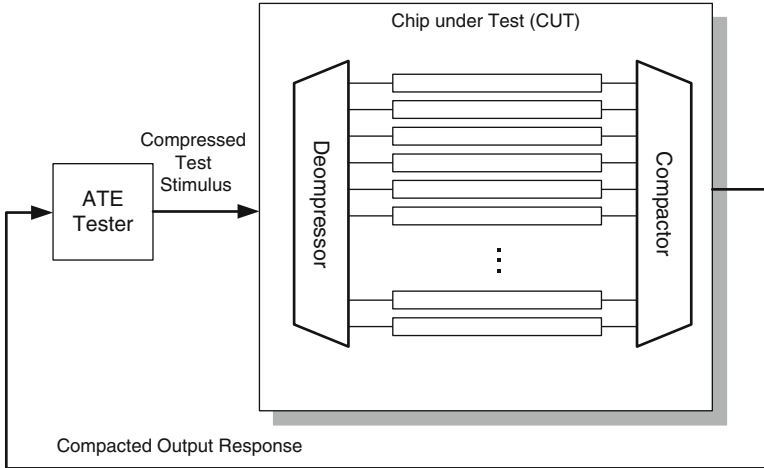 Chip under Test (CUT)
Compressed
Test
Stimulus
ATE
Tester
Deompressor
Compactor
Compacted Output Response